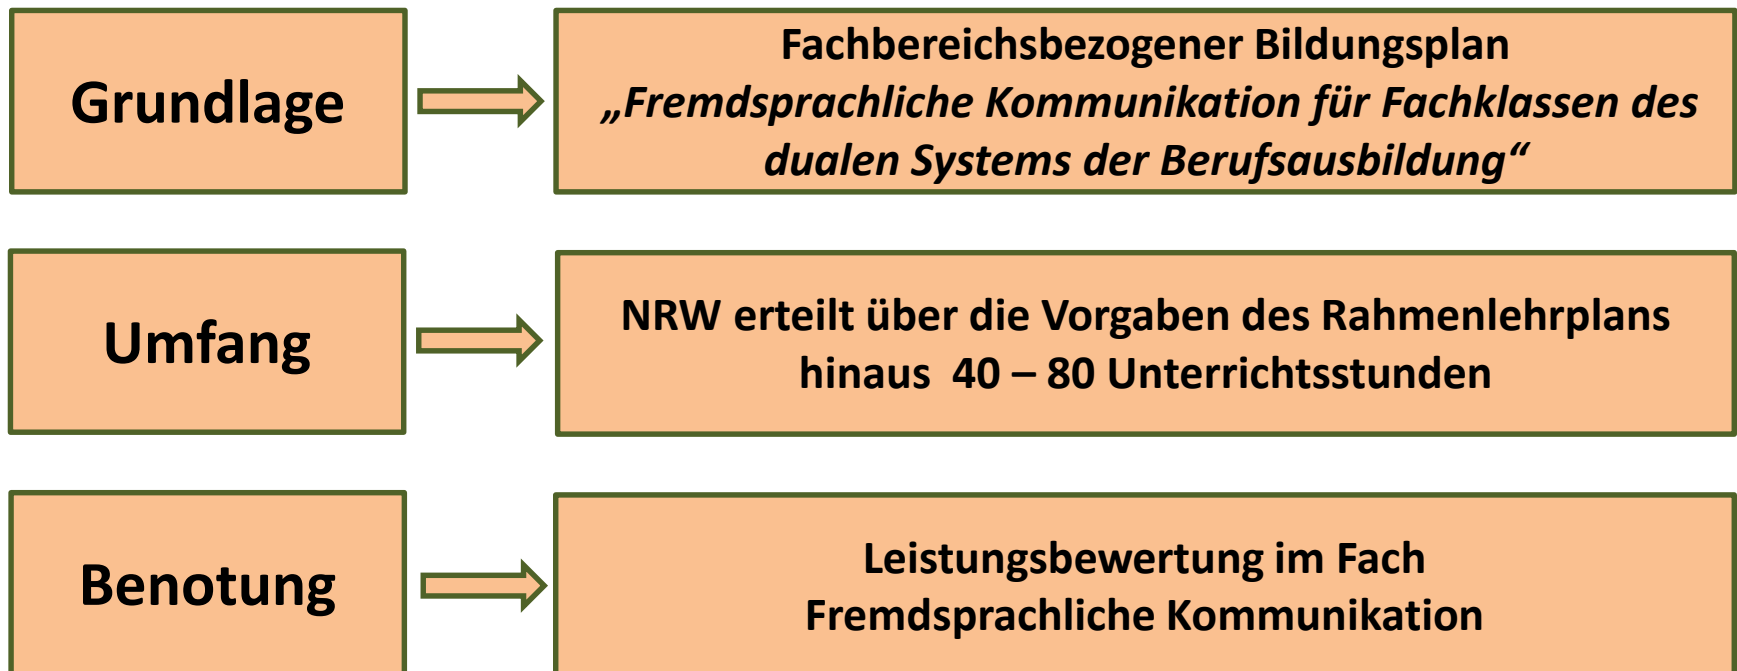 Grundlage
Fachbereichsbezogener Bildungsplan
„Fremdsprachliche Kommunikation für Fachklassen des
dualen Systems der Berufsausbildung“
Umfang
NRW erteilt über die Vorgaben des Rahmenlehrplans
hinaus 40 – 80 Unterrichtsstunden
Benotung
Leistungsbewertung im Fach
Fremdsprachliche Kommunikation